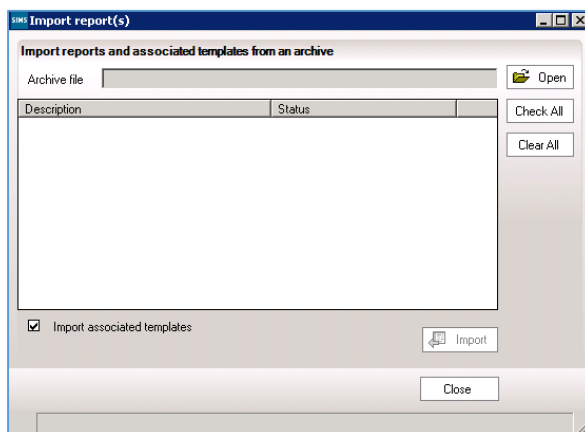 SIMS Import report(s)
Import reports and associated templates from an archive
Archive file
Open
Description Status
Check All
Clear All
Import associated templates
Import
Close